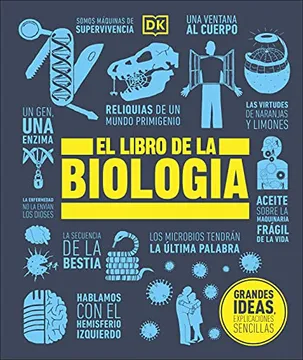 DK
SOMOS MÁQUINAS DE
SUPERVIVENCIA
UNA VENTANA
AL CUERPO
UN GEN,
UNA
ENZIMA
RELIQUIAS DE UN
MUNDO PRIMIGENIO
LAS VIRTUDES
DE NARANJAS
Y LIMONES
EL LIBRO DE LA
BIOLOGÍA
LA ENFERMEDAD
NO LA ENVÍAN
LOS DIOSES
ACEITE
SOBRE LA
MAQUINARIA
FRÁGIL
DE LA VIDA
LA SECUENCIA
DE LA
BESTIA
LOS MICROBIOS TENDRÁN
LA ÚLTIMA PALABRA
HABLAMOS
CON EL
HEMISFERIO
IZQUIERDO
GRANDES
IDEAS,
EXPLICACIONES
SENCILLAS